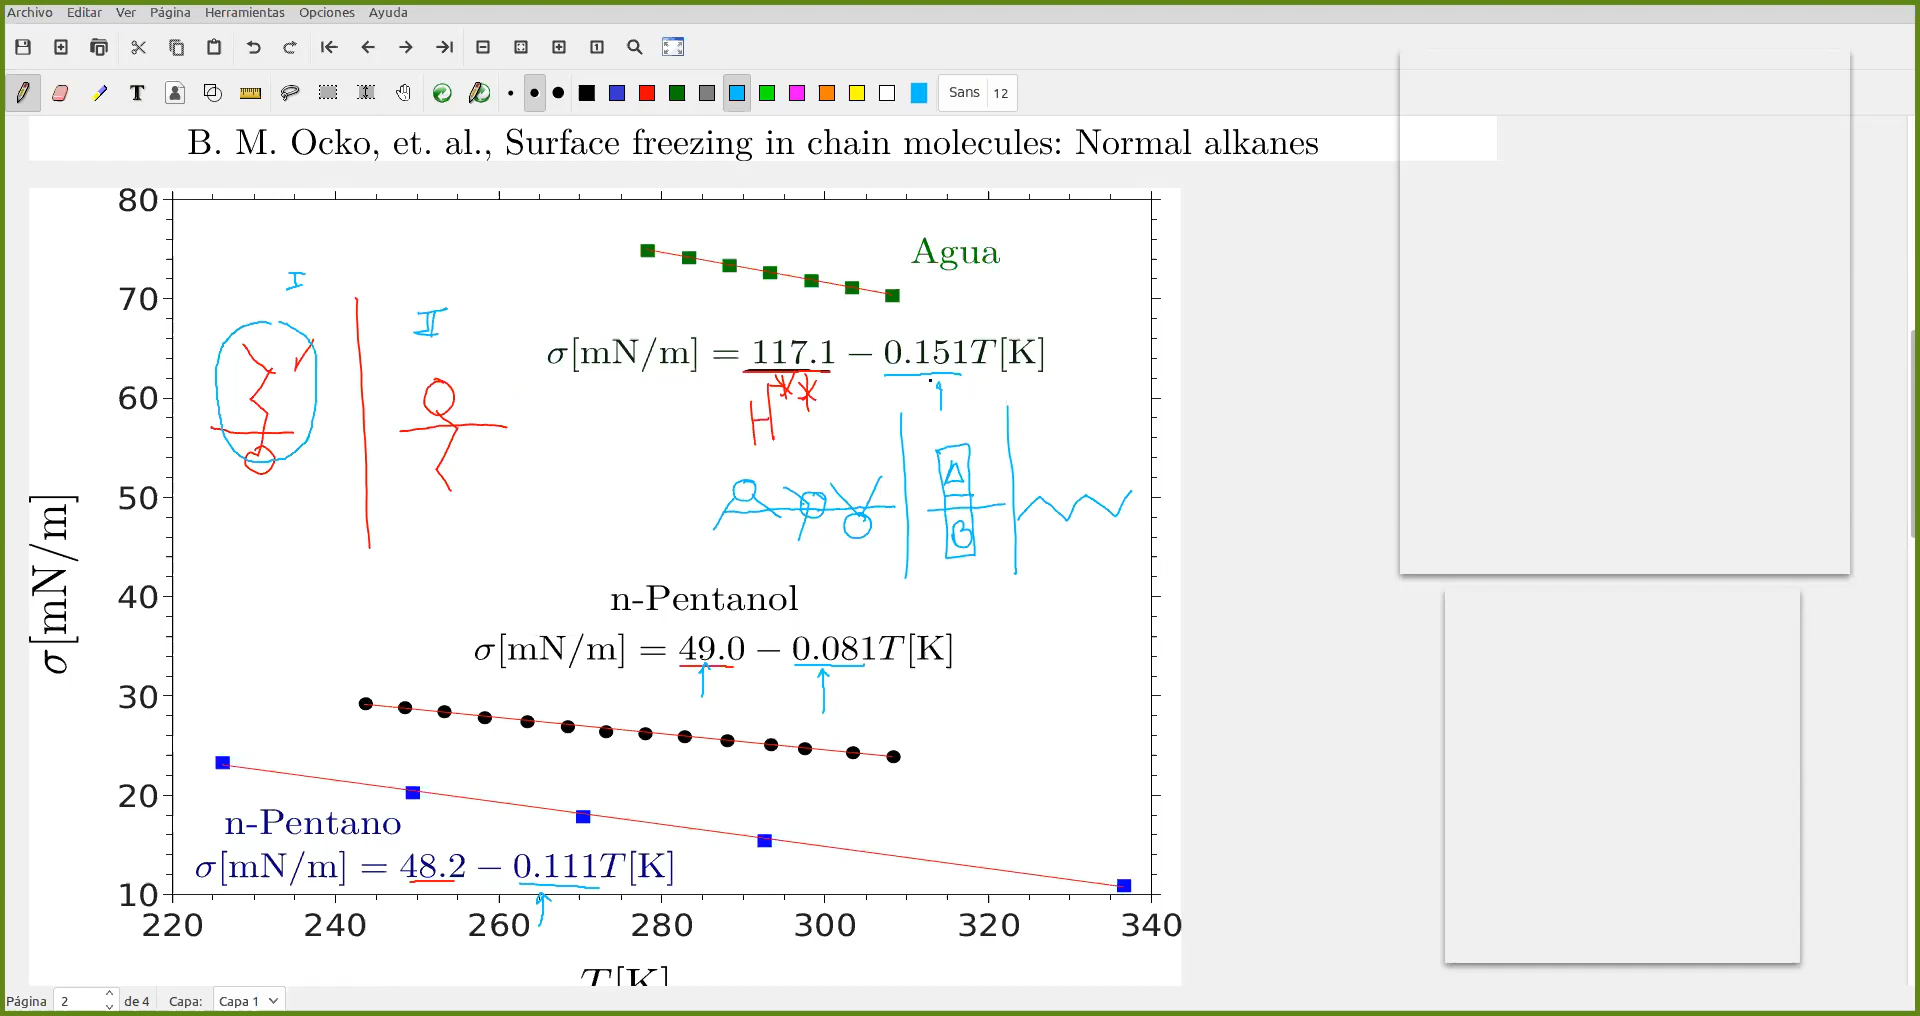 Archivo Editar Ver Página Herramientas Opciones Ayuda
Sans 12
B. M. Ocko, et. al., Surface freezing in chain molecules: Normal alkanes
80
70
60
50
40
30
20
10
220 240 260 280 300 320 340
σ[mN/m]
T[K]
Agua
σ[mN/m] = 117.1 − 0.151T[K]
H**
I
II
A
B
n-Pentanol
σ[mN/m] = 49.0 − 0.081T[K]
n-Pentano
σ[mN/m] = 48.2 − 0.111T[K]
Página 2 de 4 Capa: Capa 1